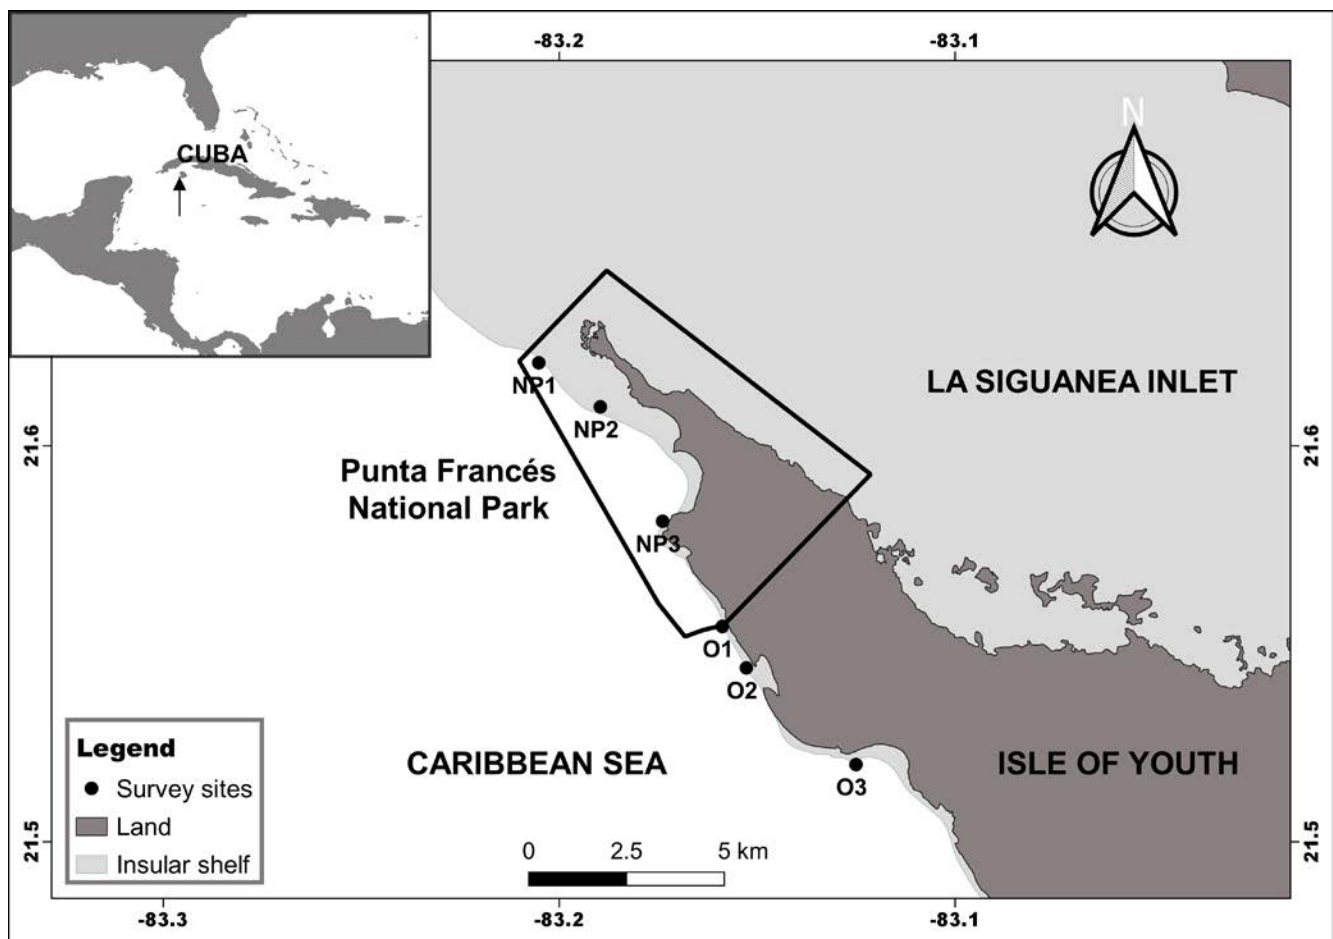 -83.2
-83.1
CUBA
N
LA SIGUANEA INLET
NP1
NP2
21.6
21.6
Punta Francés
National Park
NP3
O1
O2
CARIBBEAN SEA
ISLE OF YOUTH
O3
Legend
Survey sites
Land
Insular shelf
21.5
21.5
0 2.5 5 km
-83.3
-83.2
-83.1